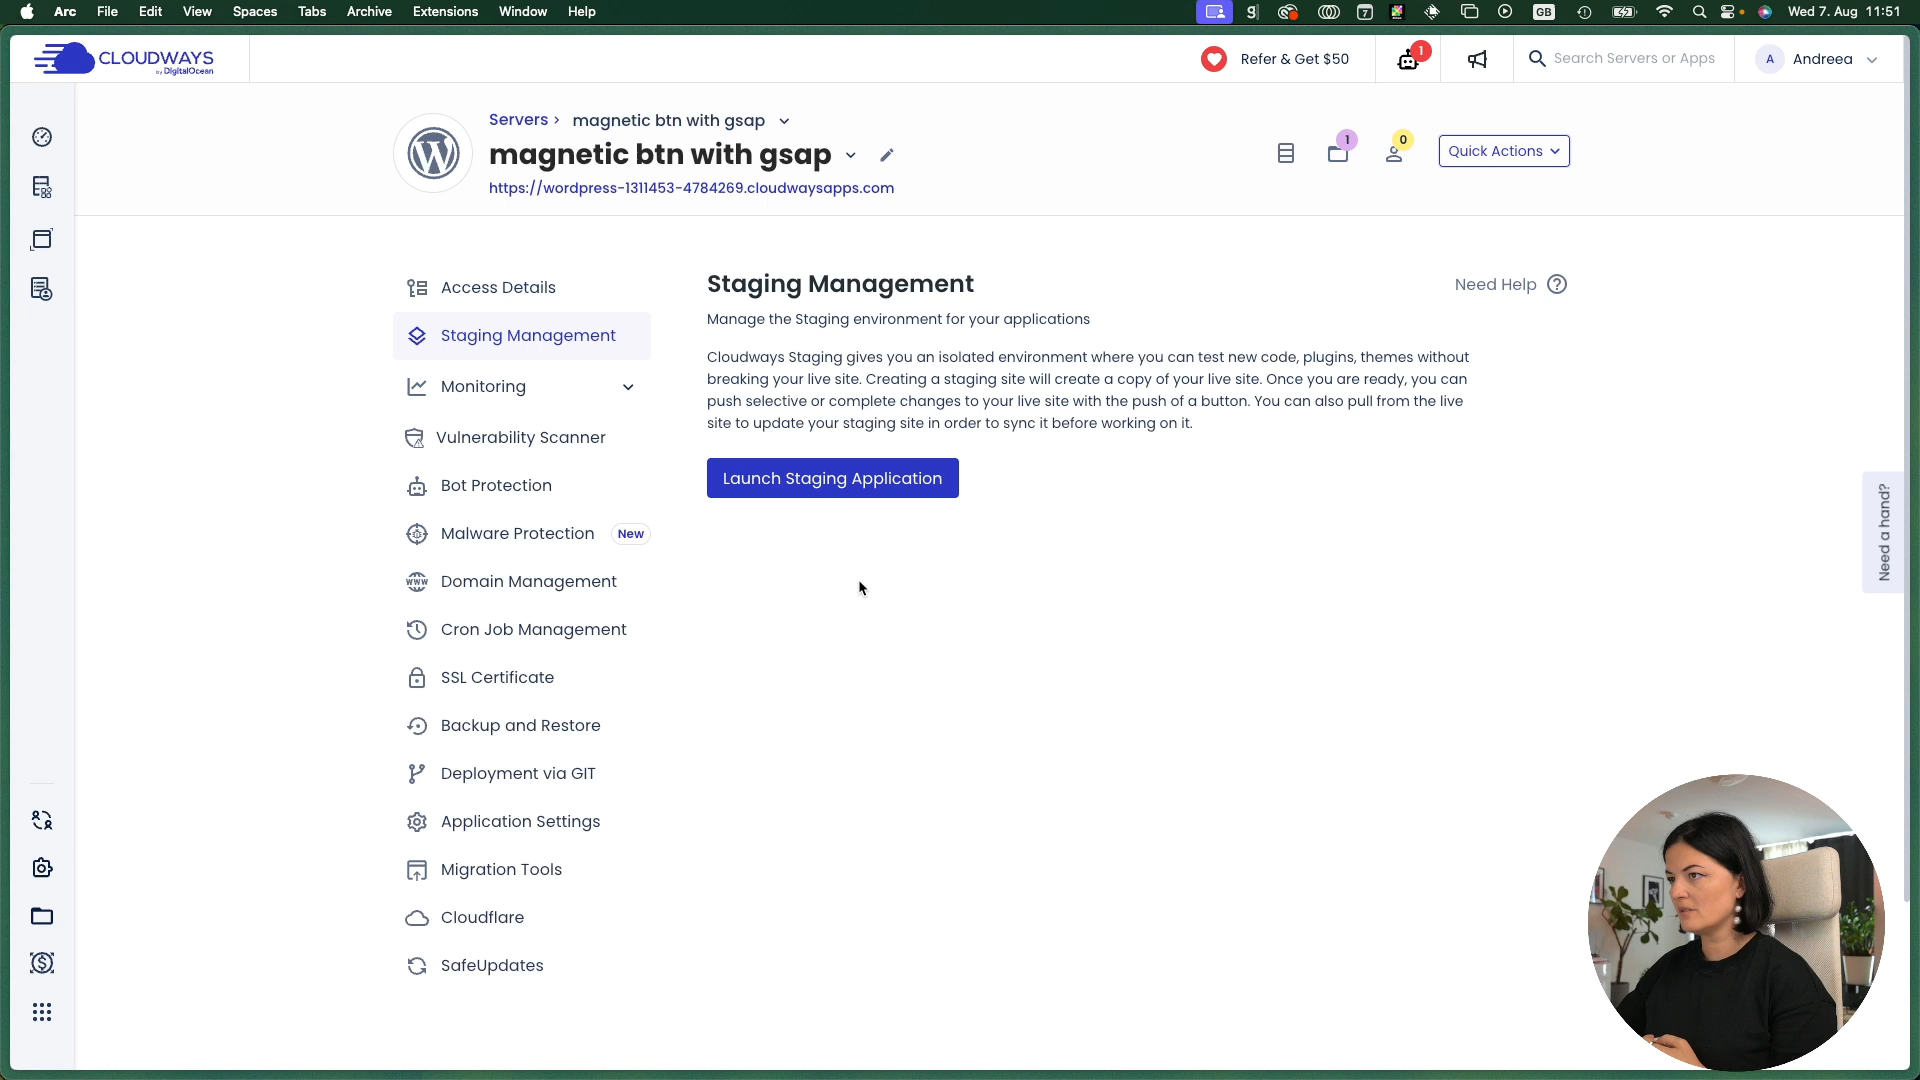 Arc File Edit View Spaces Tabs Archive Extensions Window Help
7 GB Wed 7. Aug 11:51
CLOUDWAYS
by DigitalOcean
Refer & Get $50
1
Search Servers or Apps
A Andreea
Servers › magnetic btn with gsap
magnetic btn with gsap
https://wordpress-1311453-4784269.cloudwaysapps.com
1
0
Quick Actions
Access Details
Staging Management
Monitoring
Vulnerability Scanner
Bot Protection
Malware Protection New
Domain Management
Cron Job Management
SSL Certificate
Backup and Restore
Deployment via GIT
Application Settings
Migration Tools
Cloudflare
SafeUpdates
Staging Management
Need Help
Manage the Staging environment for your applications
Cloudways Staging gives you an isolated environment where you can test new code, plugins, themes without
breaking your live site. Creating a staging site will create a copy of your live site. Once you are ready, you can
push selective or complete changes to your live site with the push of a button. You can also pull from the live
site to update your staging site in order to sync it before working on it.
Launch Staging Application
Need a hand?